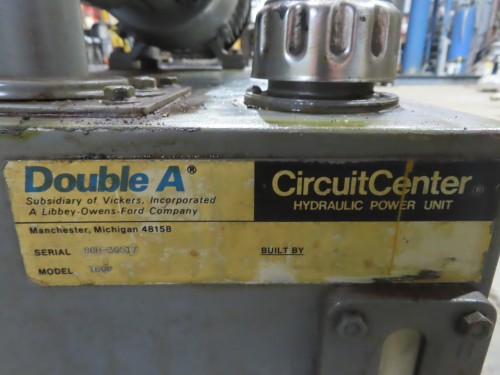 Double A®
Subsidiary of Vickers, Incorporated
A Libbey-Owens-Ford Company
CircuitCenter®
HYDRAULIC POWER UNIT
Manchester, Michigan 48158
SERIAL
BUILT BY
MODEL